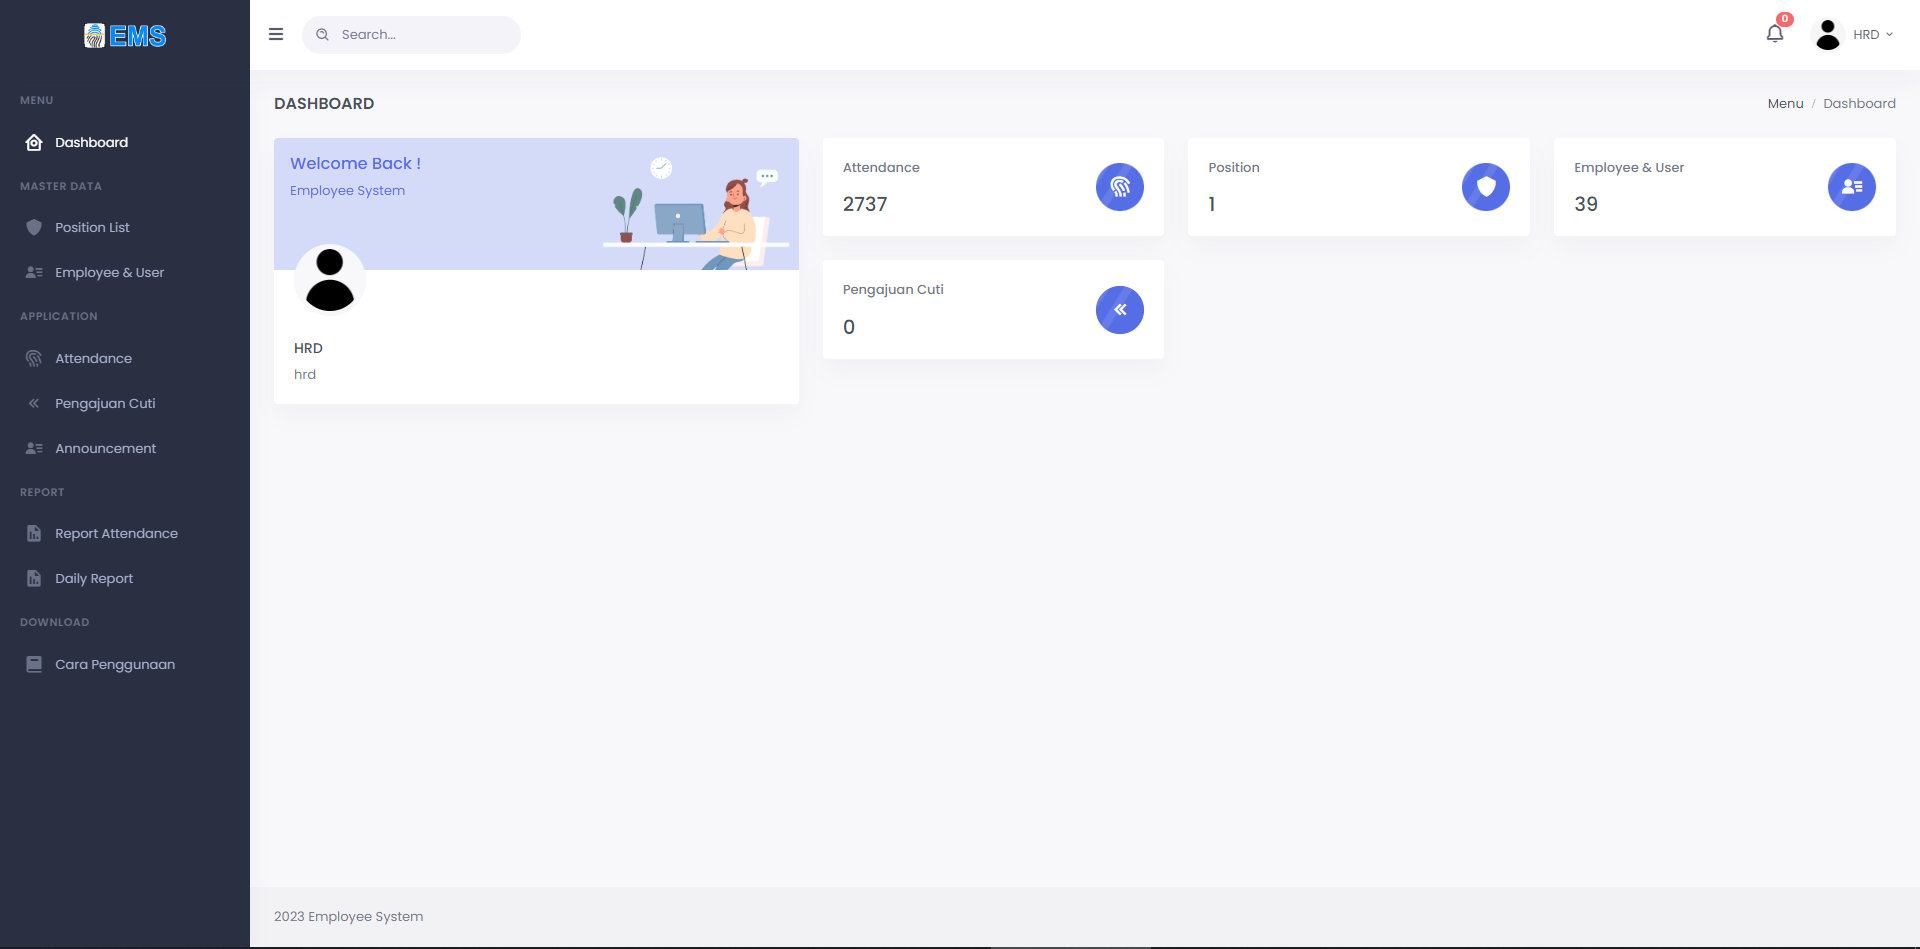 EMS
MENU
Dashboard
MASTER DATA
Position List
Employee & User
APPLICATION
Attendance
Pengajuan Cuti
Announcement
REPORT
Report Attendance
Daily Report
DOWNLOAD
Cara Penggunaan
Search...
0
HRD
DASHBOARD
Menu / Dashboard
Welcome Back !
Employee System
HRD
hrd
Attendance
2737
Position
1
Employee & User
39
Pengajuan Cuti
0
2023 Employee System